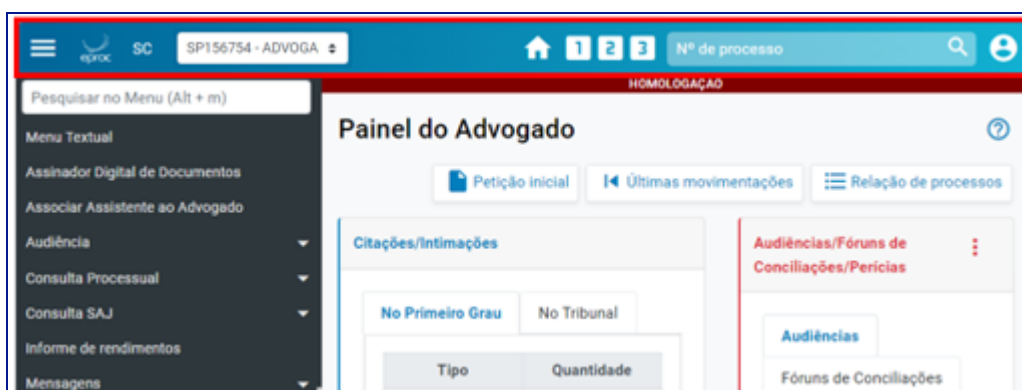 eproc SC SP156754 - ADVOGA 1 2 3 Nº de processo
HOMOLOGAÇÃO
Pesquisar no Menu (Alt + m)
Menu Textual
Assinador Digital de Documentos
Associar Assistente ao Advogado
Audiência
Consulta Processual
Consulta SAJ
Informe de rendimentos
Mensagens
Painel do Advogado
Petição inicial Últimas movimentações Relação de processos
Citações/Intimações
No Primeiro Grau No Tribunal
Tipo Quantidade
Audiências/Fóruns de
Conciliações/Perícias
Audiências
Fóruns de Conciliações